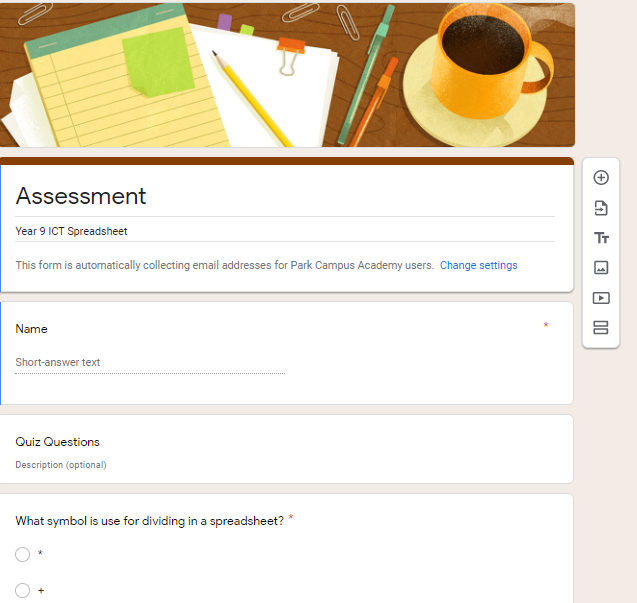 Assessment
Year 9 ICT Spreadsheet
This form is automatically collecting email addresses for Park Campus Academy users. Change settings
Name *
Short-answer text
Quiz Questions
Description (optional)
What symbol is use for dividing in a spreadsheet? *
*
+